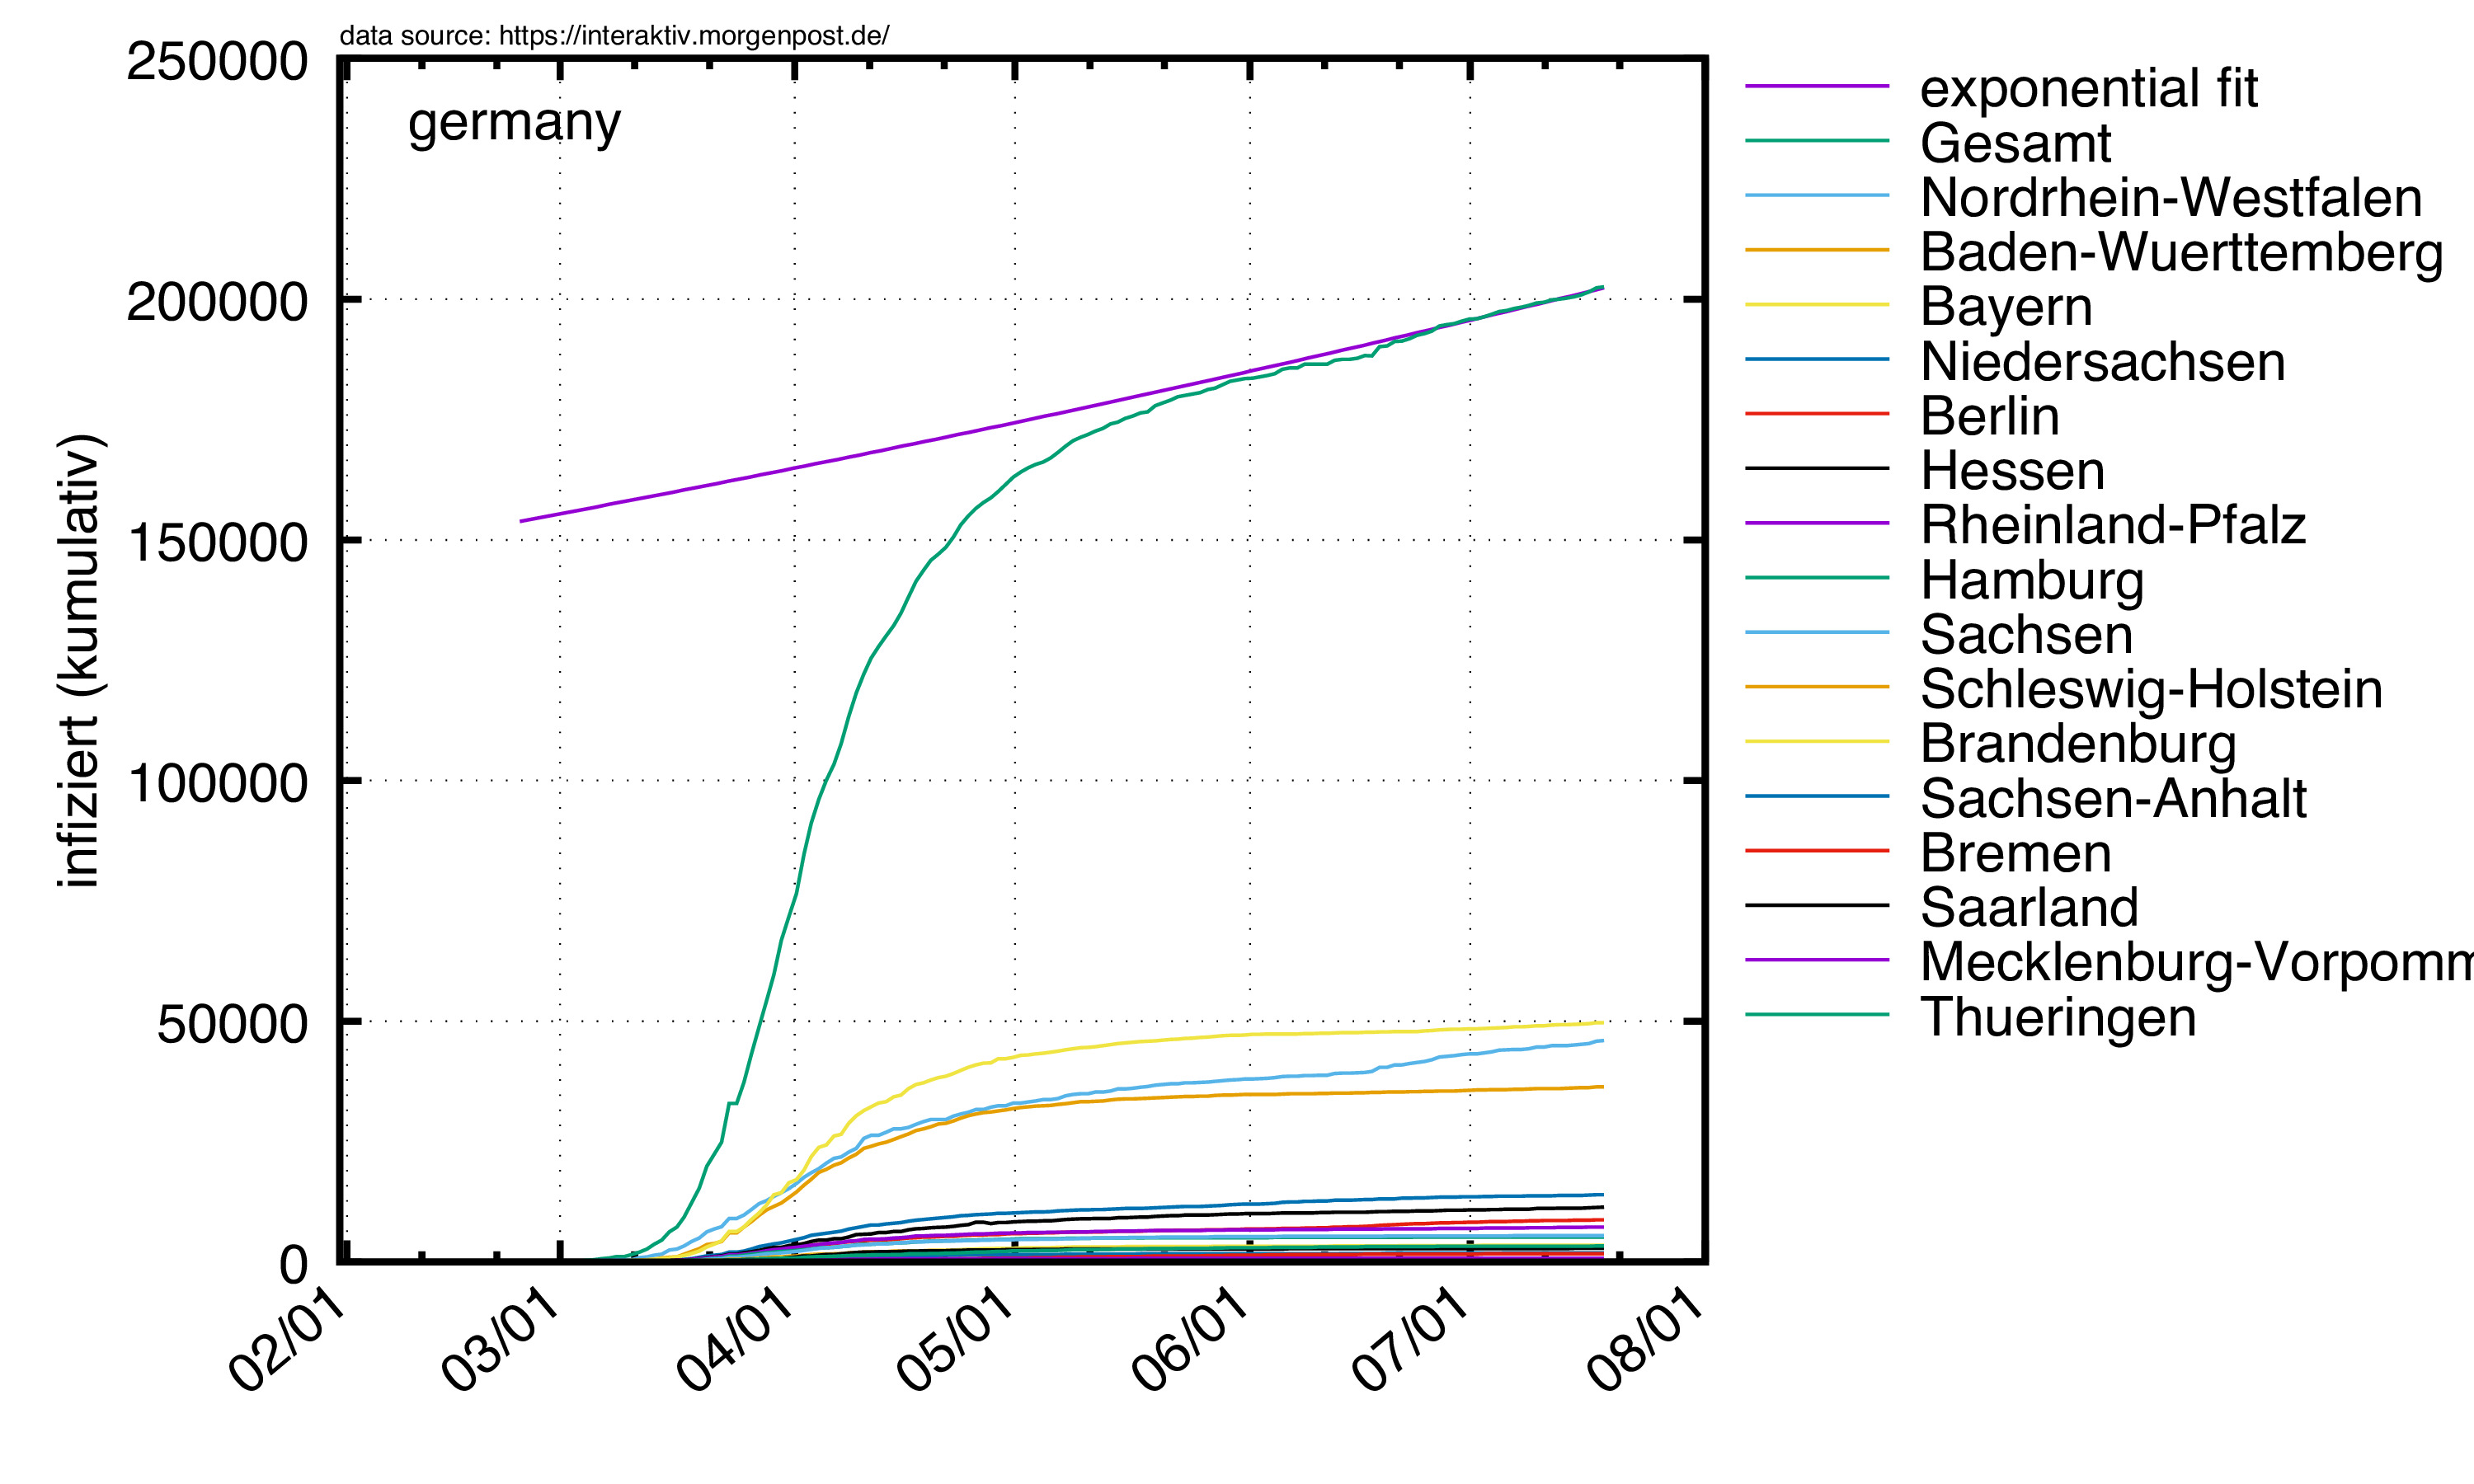 data source: https://interaktiv.morgenpost.de/
250000
200000
150000
100000
50000
0
infiziert (kumulativ)
germany
02/01
03/01
04/01
05/01
06/01
07/01
08/01
exponential fit
Gesamt
Nordrhein-Westfalen
Baden-Wuerttemberg
Bayern
Niedersachsen
Berlin
Hessen
Rheinland-Pfalz
Hamburg
Sachsen
Schleswig-Holstein
Brandenburg
Sachsen-Anhalt
Bremen
Saarland
Mecklenburg-Vorpomm
Thueringen